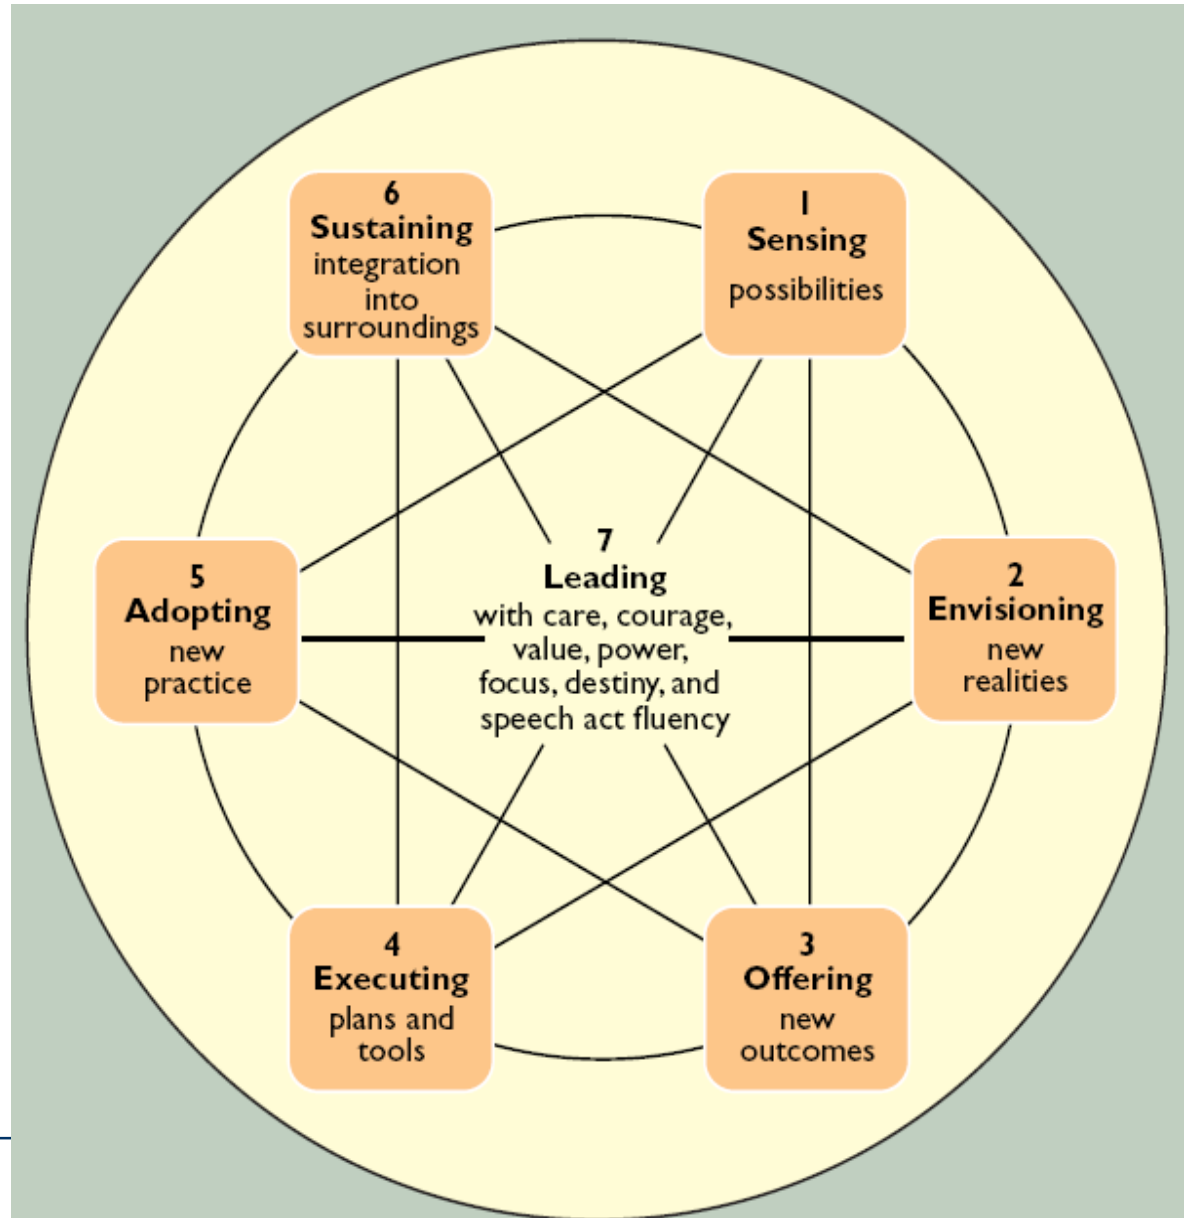 1
Sensing
possibilities
2
Envisioning
new
realities
3
Offering
new
outcomes
4
Executing
plans and
tools
5
Adopting
new
practice
6
Sustaining
integration
into
surroundings
7
Leading
with care, courage,
value, power,
focus, destiny, and
speech act fluency